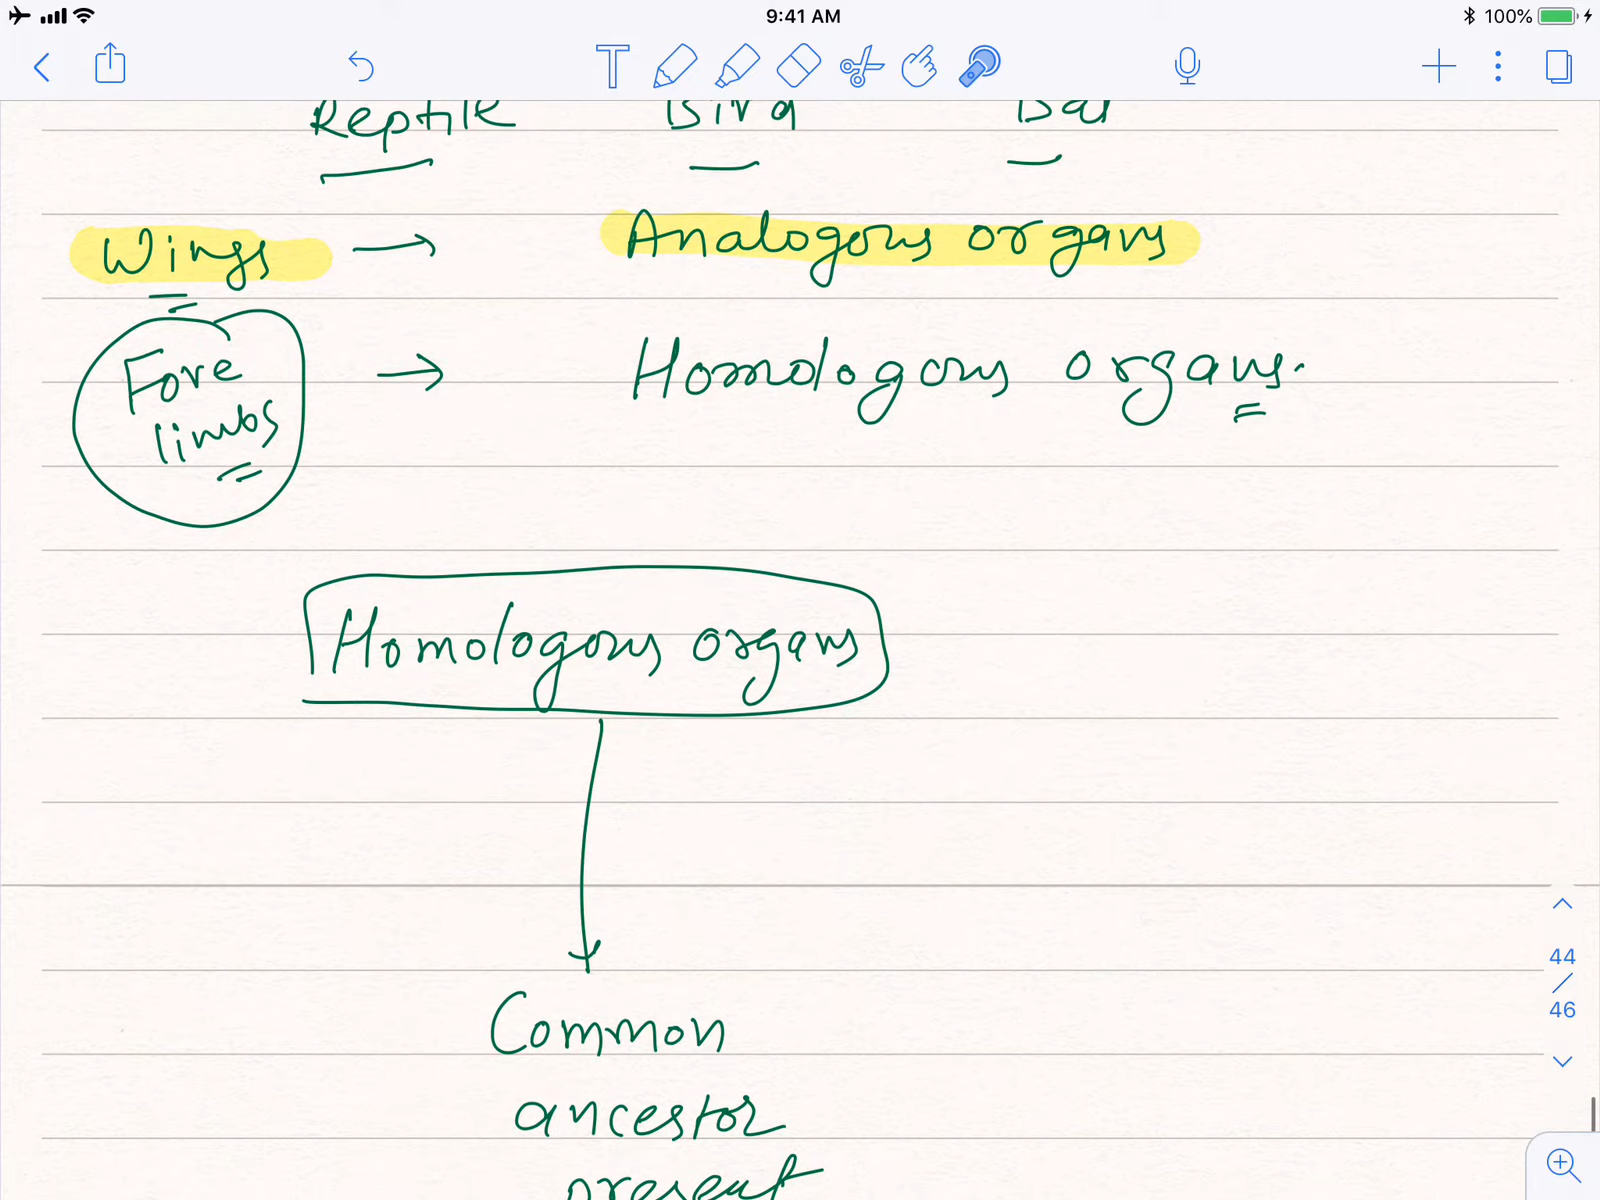 9:41 AM
100%
T
Reptile Bird Bat
Wings → Analogous organs
Fore → Homologous organs.
limbs
Homologous organs
44
/
46
Common
ancestor
present